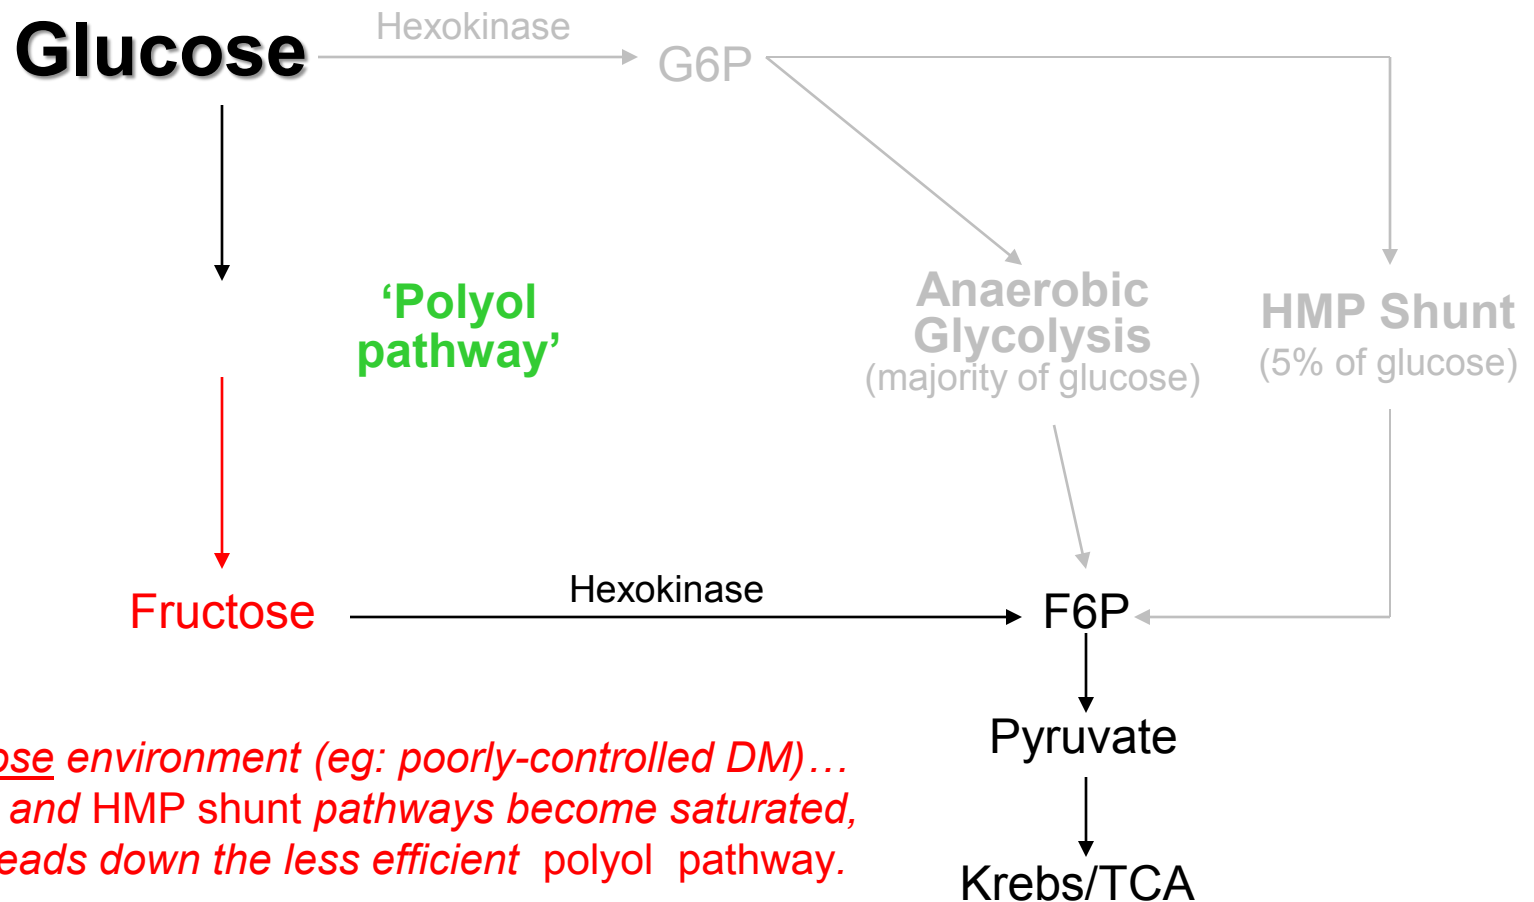 Glucose
Hexokinase
G6P
‘Polyol
pathway’
Anaerobic
Glycolysis
(majority of glucose)
HMP Shunt
(5% of glucose)
Fructose
Hexokinase
F6P
Pyruvate
Krebs/TCA
environment (eg: poorly-controlled DM)…
and HMP shunt pathways become saturated,
down the less efficient polyol pathway.